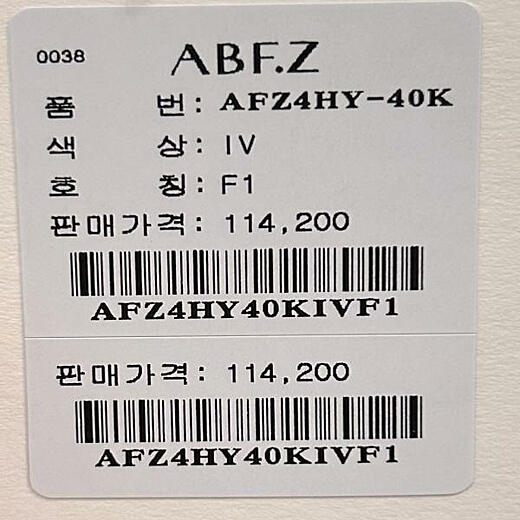 0038 ABF.Z
품 번: AFZ4HY-40K
색 상: IV
호 칭: F1
판매가격: 114,200
AFZ4HY40KIVF1
판매가격: 114,200
AFZ4HY40KIVF1